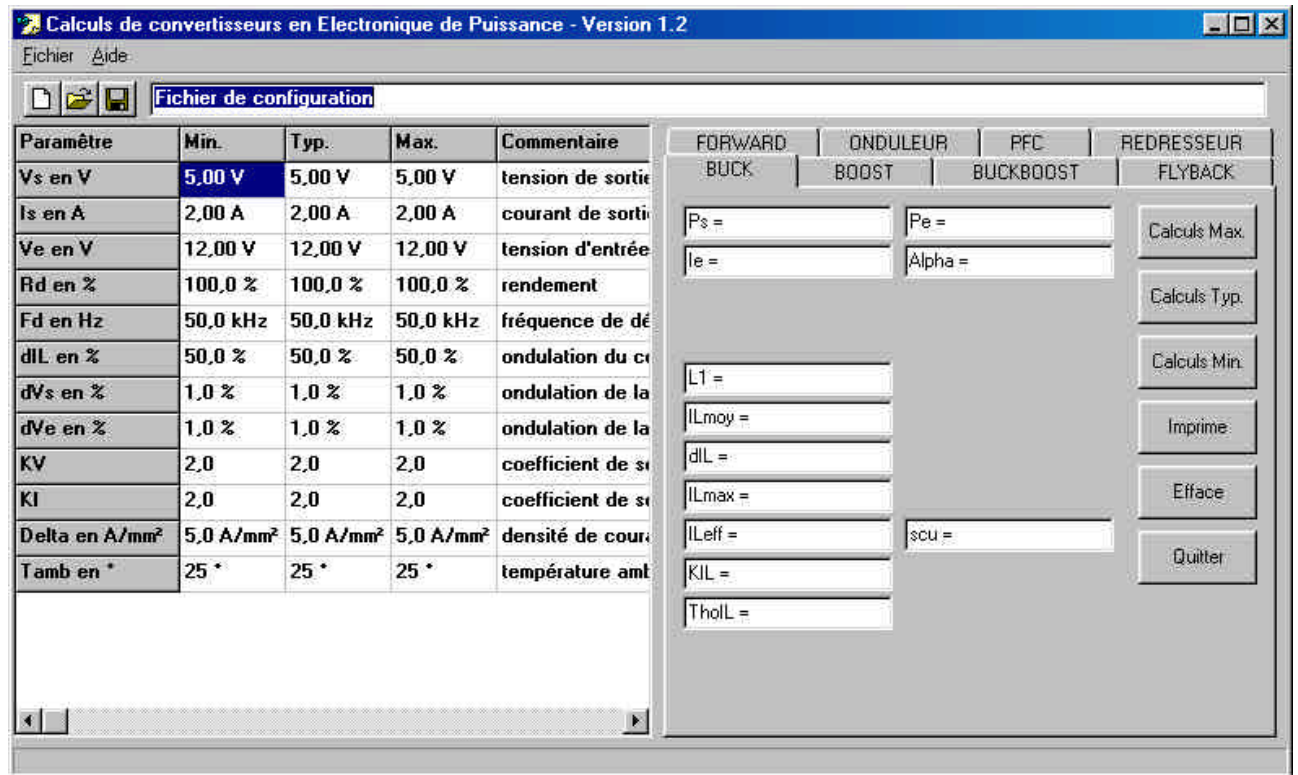 Calculs de convertisseurs en Electronique de Puissance - Version 1.2
Fichier Aide
Fichier de configuration
Paramêtre Min. Typ. Max. Commentaire
Vs en V 5,00 V 5,00 V 5,00 V tension de sortie
Is en A 2,00 A 2,00 A 2,00 A courant de sorti
Ve en V 12,00 V 12,00 V 12,00 V tension d'entrée
Rd en % 100,0 % 100,0 % 100,0 % rendement
Fd en Hz 50,0 kHz 50,0 kHz 50,0 kHz fréquence de dé
dIL en % 50,0 % 50,0 % 50,0 % ondulation du c
dVs en % 1,0 % 1,0 % 1,0 % ondulation de la
dVe en % 1,0 % 1,0 % 1,0 % ondulation de la
KV 2,0 2,0 2,0 coefficient de s
KI 2,0 2,0 2,0 coefficient de s
Delta en A/mm² 5,0 A/mm² 5,0 A/mm² 5,0 A/mm² densité de cour
Tamb en ° 25 ° 25 ° 25 ° température amb
FORWARD ONDULEUR PFC REDRESSEUR
BUCK BOOST BUCKBOOST FLYBACK
Ps = Pe =
Ie = Alpha =
L1 =
ILmoy =
dIL =
ILmax =
ILeff = scu =
KIL =
TholL =
Calculs Max.
Calculs Typ.
Calculs Min.
Imprime
Efface
Quitter